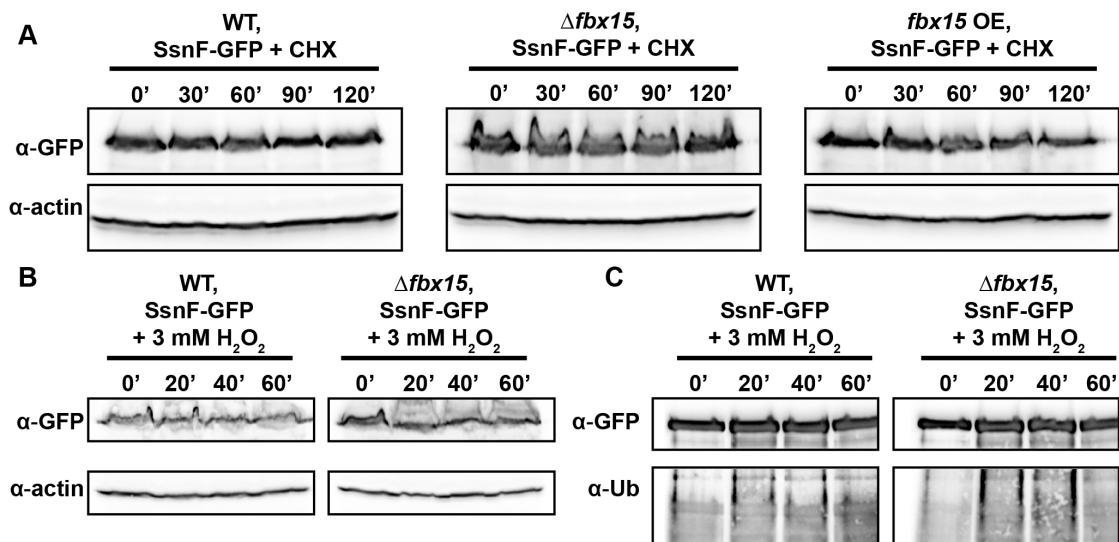 A
WT,
SsnF-GFP + CHX
Δfbx15,
SsnF-GFP + CHX
fbx15 OE,
SsnF-GFP + CHX
0’ 30’ 60’ 90’ 120’
0’ 30’ 60’ 90’ 120’
0’ 30’ 60’ 90’ 120’
α-GFP
α-actin
B
WT,
SsnF-GFP
+ 3 mM H₂O₂
Δfbx15,
SsnF-GFP
+ 3 mM H₂O₂
0’ 20’ 40’ 60’
0’ 20’ 40’ 60’
α-GFP
α-actin
C
WT,
SsnF-GFP
+ 3 mM H₂O₂
Δfbx15,
SsnF-GFP
+ 3 mM H₂O₂
0’ 20’ 40’ 60’
0’ 20’ 40’ 60’
α-GFP
α-Ub